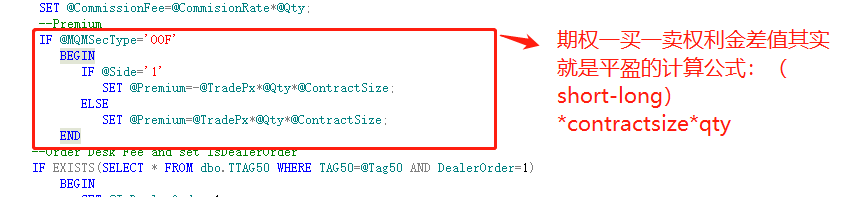 SET @CommissionFee=@CommisionRate*@Qty;
--Premium
IF @MQMSecType='OOF'
BEGIN
IF @Side='1'
SET @Premium=-@TradePx*@Qty*@ContractSize;
ELSE
SET @Premium=@TradePx*@Qty*@ContractSize;
END
--Order Desk Fee and set IsDealerOrder
IF EXISTS(SELECT * FROM dbo.TTAG50 WHERE TAG50=@Tag50 AND DealerOrder=1)
BEGIN
期权一买一卖权利金差值其实
就是平盈的计算公式：（
short-long）
*contractsize*qty